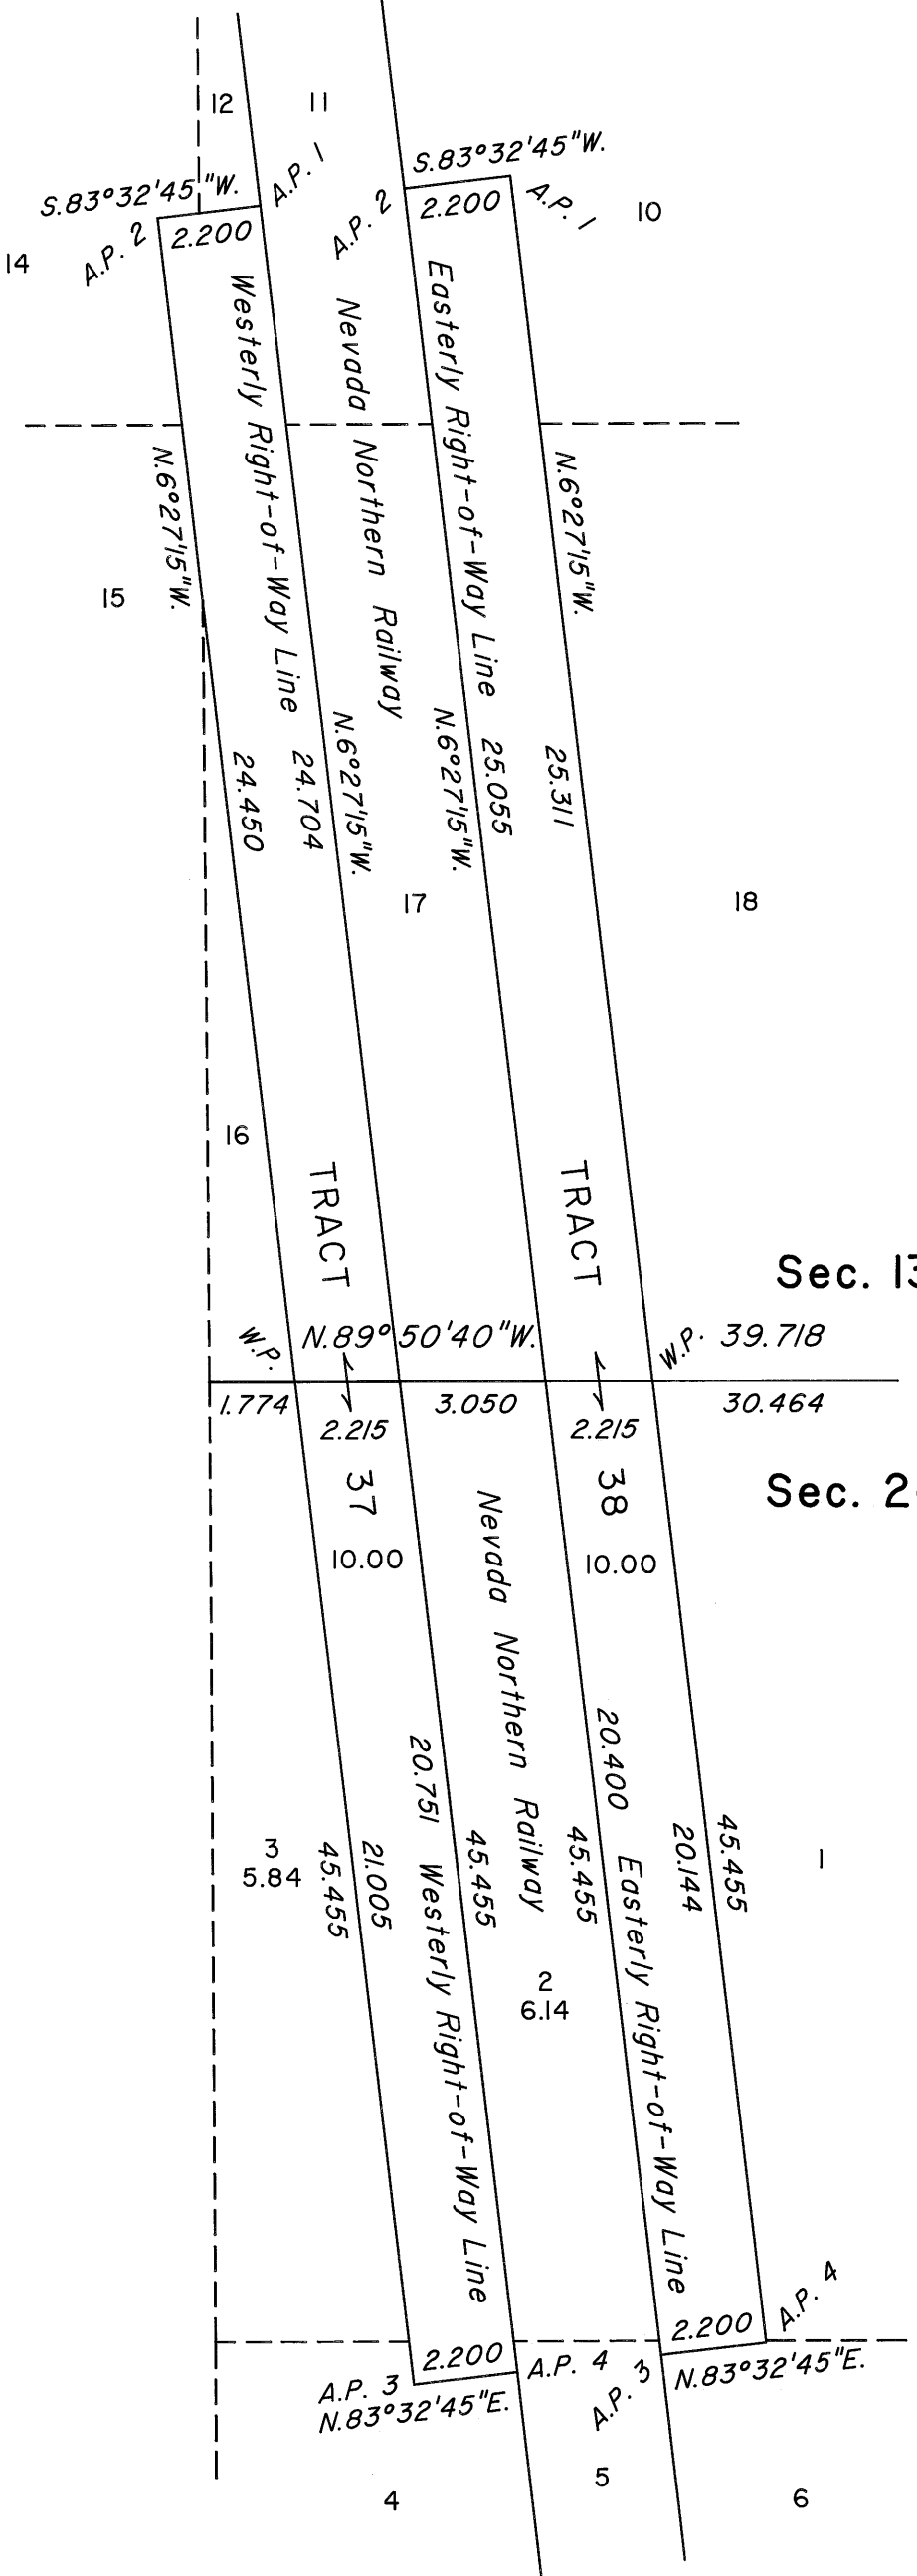 12
11
S.83°32'45"W.
S.83°32'45"W.
A.P. 1
A.P. 2
2.200
A.P. 1
10
14
A.P. 2
2.200
Westerly Right-of-Way Line 24.704
Nevada Northern Railway
Easterly Right-of-Way Line 25.055
N.6°27'15"W.
N.6°27'15"W.
15
24.450
N.6°27'15"W.
N.6°27'15"W.
25.311
17
18
16
TRACT
TRACT
Sec. 13
W.P.
N.89°50'40"W.
W.P.
39.718
1.774
2.215
3.050
2.215
30.464
37
38
Sec. 2
10.00
10.00
Nevada Northern Railway
20.751 Westerly Right-of-Way Line
20.400 Easterly Right-of-Way Line
3
5.84
45.455
21.005
45.455
45.455
20.144
45.455
1
2
6.14
2.200
A.P. 4
A.P. 3
2.200
A.P. 4
A.P. 3
N.83°32'45"E.
N.83°32'45"E.
4
5
6